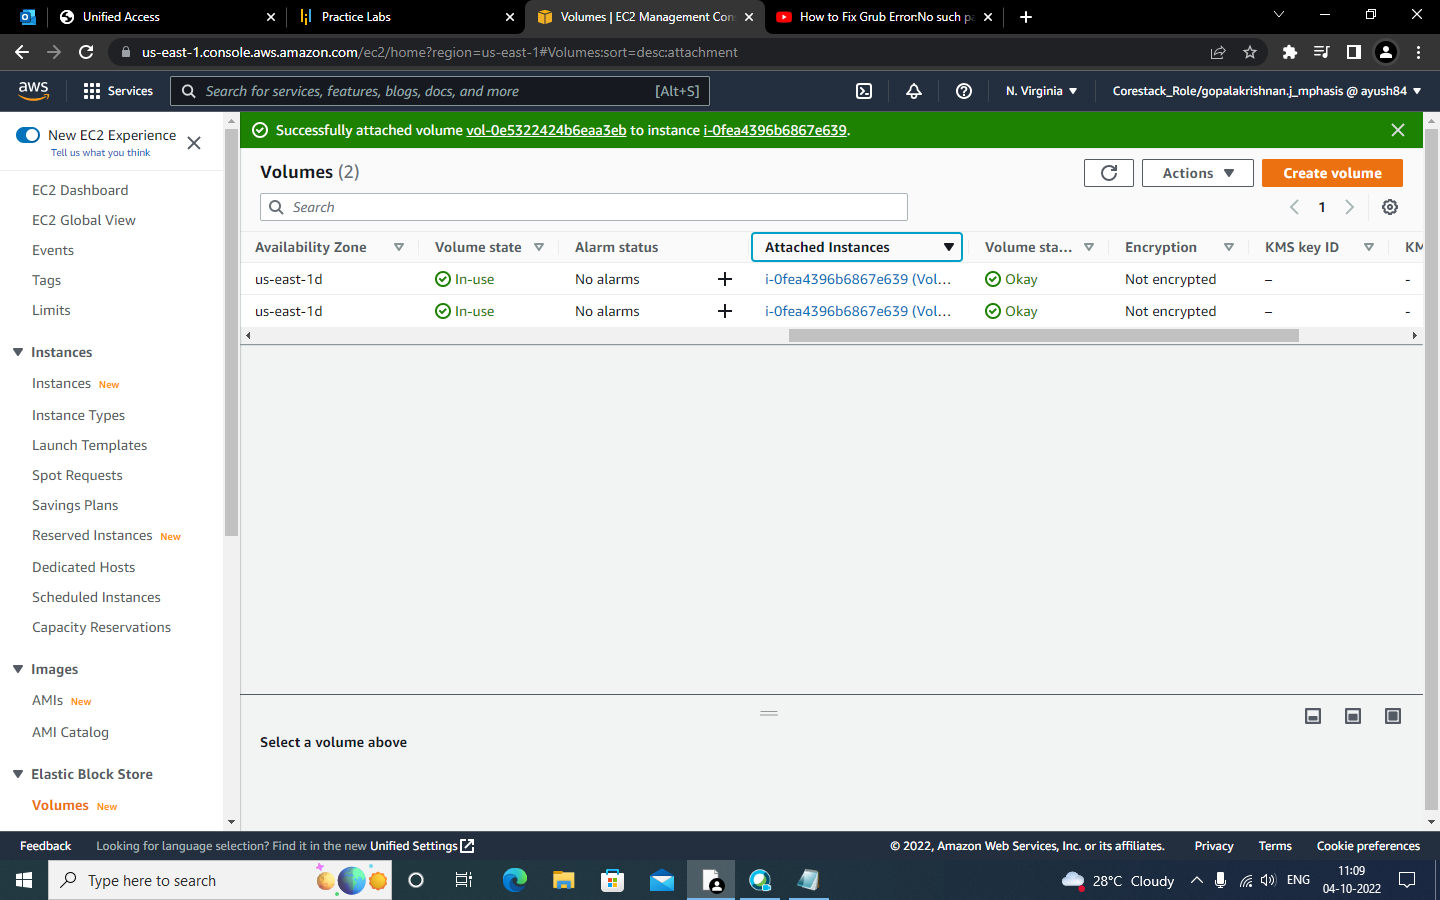 Unified Access
Practice Labs
Volumes | EC2 Management Con
How to Fix Grub Error:No such pa
us-east-1.console.aws.amazon.com/ec2/home?region=us-east-1#Volumes:sort=desc:attachment
aws
Services
Search for services, features, blogs, docs, and more
[Alt+S]
N. Virginia
Corestack_Role/gopalakrishnan.j_mphasis @ ayush84
New EC2 Experience
Tell us what you think
EC2 Dashboard
EC2 Global View
Events
Tags
Limits
Instances
Instances New
Instance Types
Launch Templates
Spot Requests
Savings Plans
Reserved Instances New
Dedicated Hosts
Scheduled Instances
Capacity Reservations
Images
AMIs New
AMI Catalog
Elastic Block Store
Volumes New
Successfully attached volume vol-0e5322424b6eaa3eb to instance i-0fea4396b6867e639.
Volumes (2)
Actions
Create volume
Search
1
Availability Zone Volume state Alarm status Attached Instances Volume sta... Encryption KMS key ID KM
us-east-1d In-use No alarms + i-0fea4396b6867e639 (Vol... Okay Not encrypted – -
us-east-1d In-use No alarms + i-0fea4396b6867e639 (Vol... Okay Not encrypted – -
Select a volume above
Feedback
Looking for language selection? Find it in the new Unified Settings
© 2022, Amazon Web Services, Inc. or its affiliates.
Privacy
Terms
Cookie preferences
Type here to search
28°C Cloudy
ENG
11:09
04-10-2022